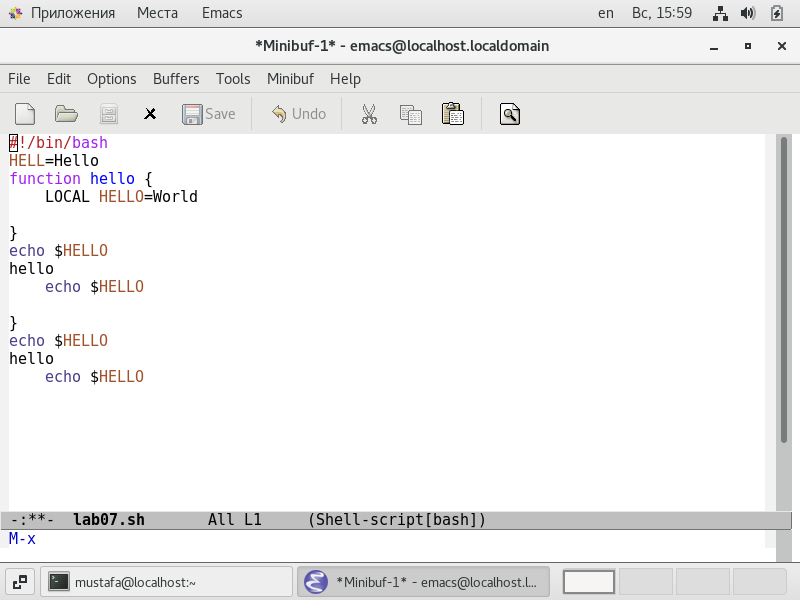 Приложения Места Emacs en Вс, 15:59
*Minibuf-1* - emacs@localhost.localdomain
File Edit Options Buffers Tools Minibuf Help
Save Undo
#!/bin/bash
HELL=Hello
function hello {
    LOCAL HELLO=World
}
echo $HELLO
hello
    echo $HELLO
}
echo $HELLO
hello
    echo $HELLO
-:**-  lab07.sh       All L1     (Shell-script[bash])
M-x
mustafa@localhost:~ *Minibuf-1* - emacs@localhost.l...